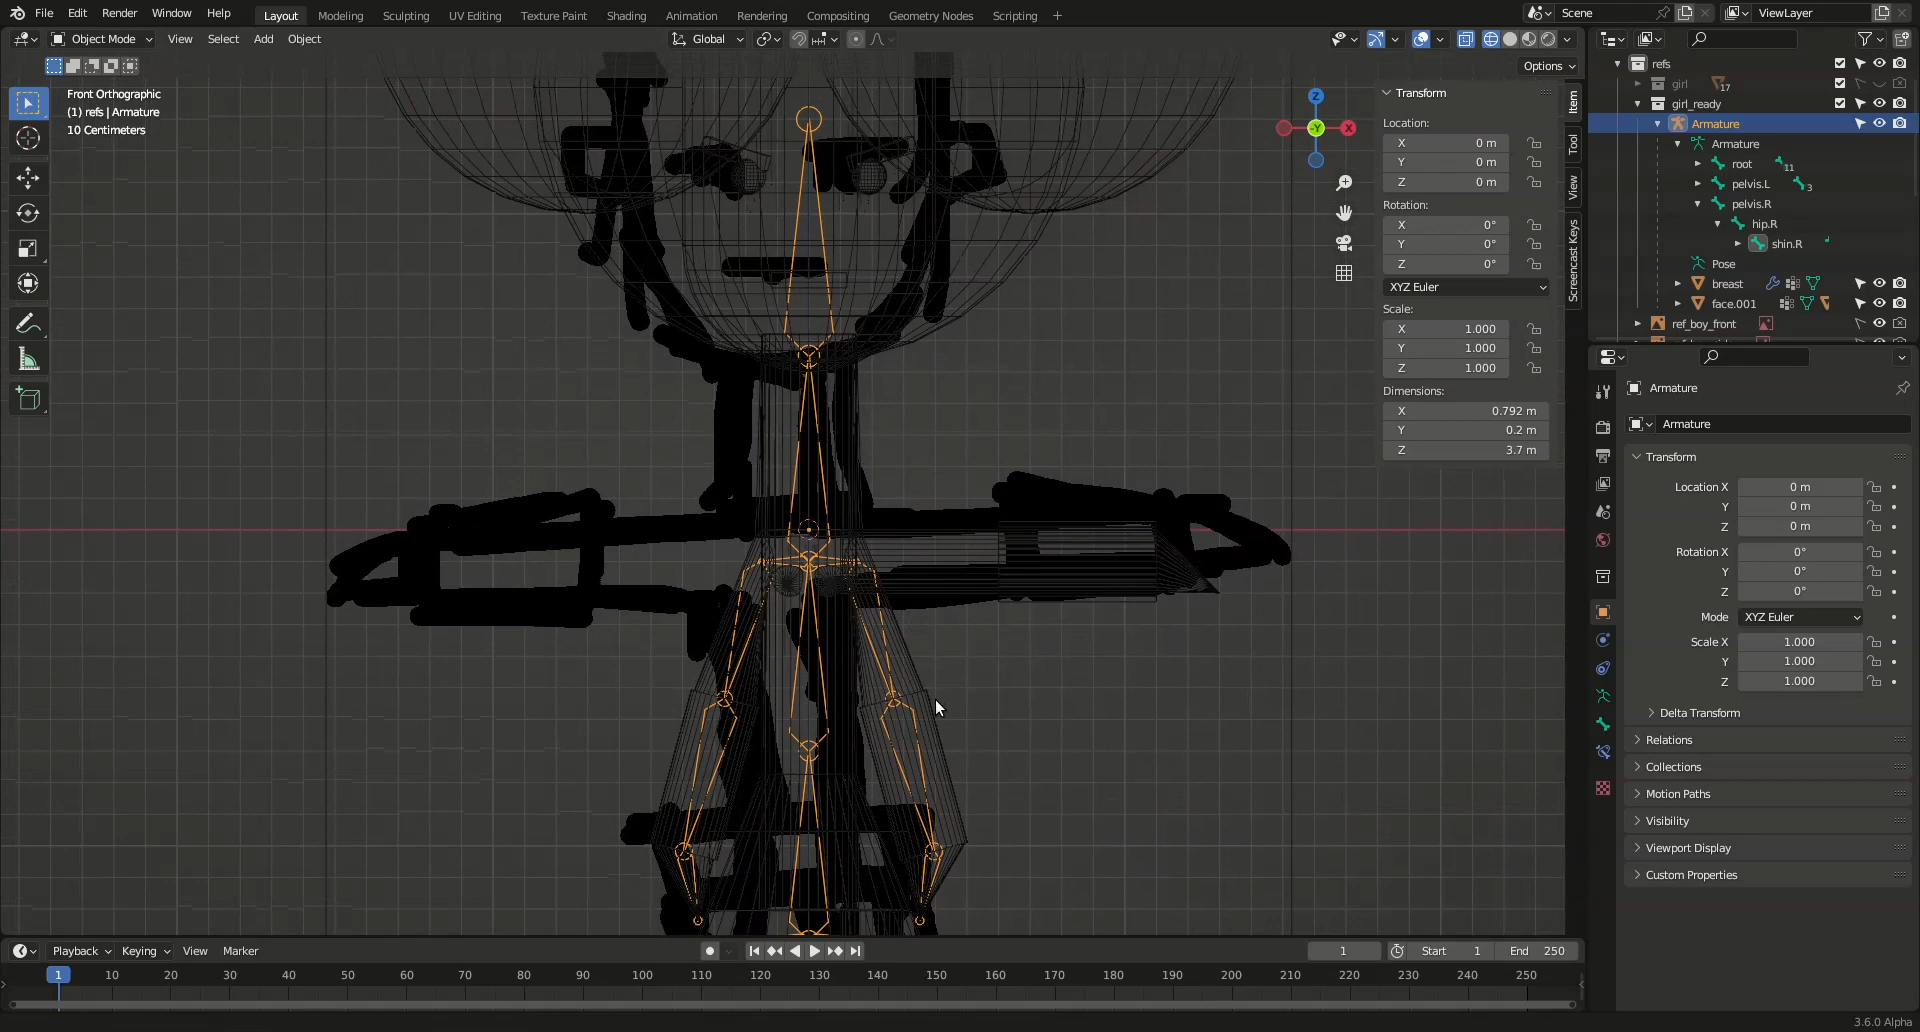 File Edit Render Window Help Layout Modeling Sculpting UV Editing Texture Paint Shading Animation Rendering Compositing Geometry Nodes Scripting + Scene ViewLayer
Object Mode View Select Add Object Global
Options
Front Orthographic
(1) refs | Armature
10 Centimeters
Z
-Y
X
Transform
Location:
X 0 m
Y 0 m
Z 0 m
Rotation:
X 0°
Y 0°
Z 0°
XYZ Euler
Scale:
X 1.000
Y 1.000
Z 1.000
Dimensions:
X 0.792 m
Y 0.2 m
Z 3.7 m
Item
Tool
View
Screencast Keys
refs
girl 17
girl_ready
Armature
Armature
root 11
pelvis.L 3
pelvis.R
hip.R
shin.R
Pose
breast
face.001
ref_boy_front
Armature
Armature
Transform
Location X 0 m
Y 0 m
Z 0 m
Rotation X 0°
Y 0°
Z 0°
Mode XYZ Euler
Scale X 1.000
Y 1.000
Z 1.000
Delta Transform
Relations
Collections
Motion Paths
Visibility
Viewport Display
Custom Properties
Playback Keying View Marker 1 Start 1 End 250
1 10 20 30 40 50 60 70 80 90 100 110 120 130 140 150 160 170 180 190 200 210 220 230 240 250
3.6.0 Alpha